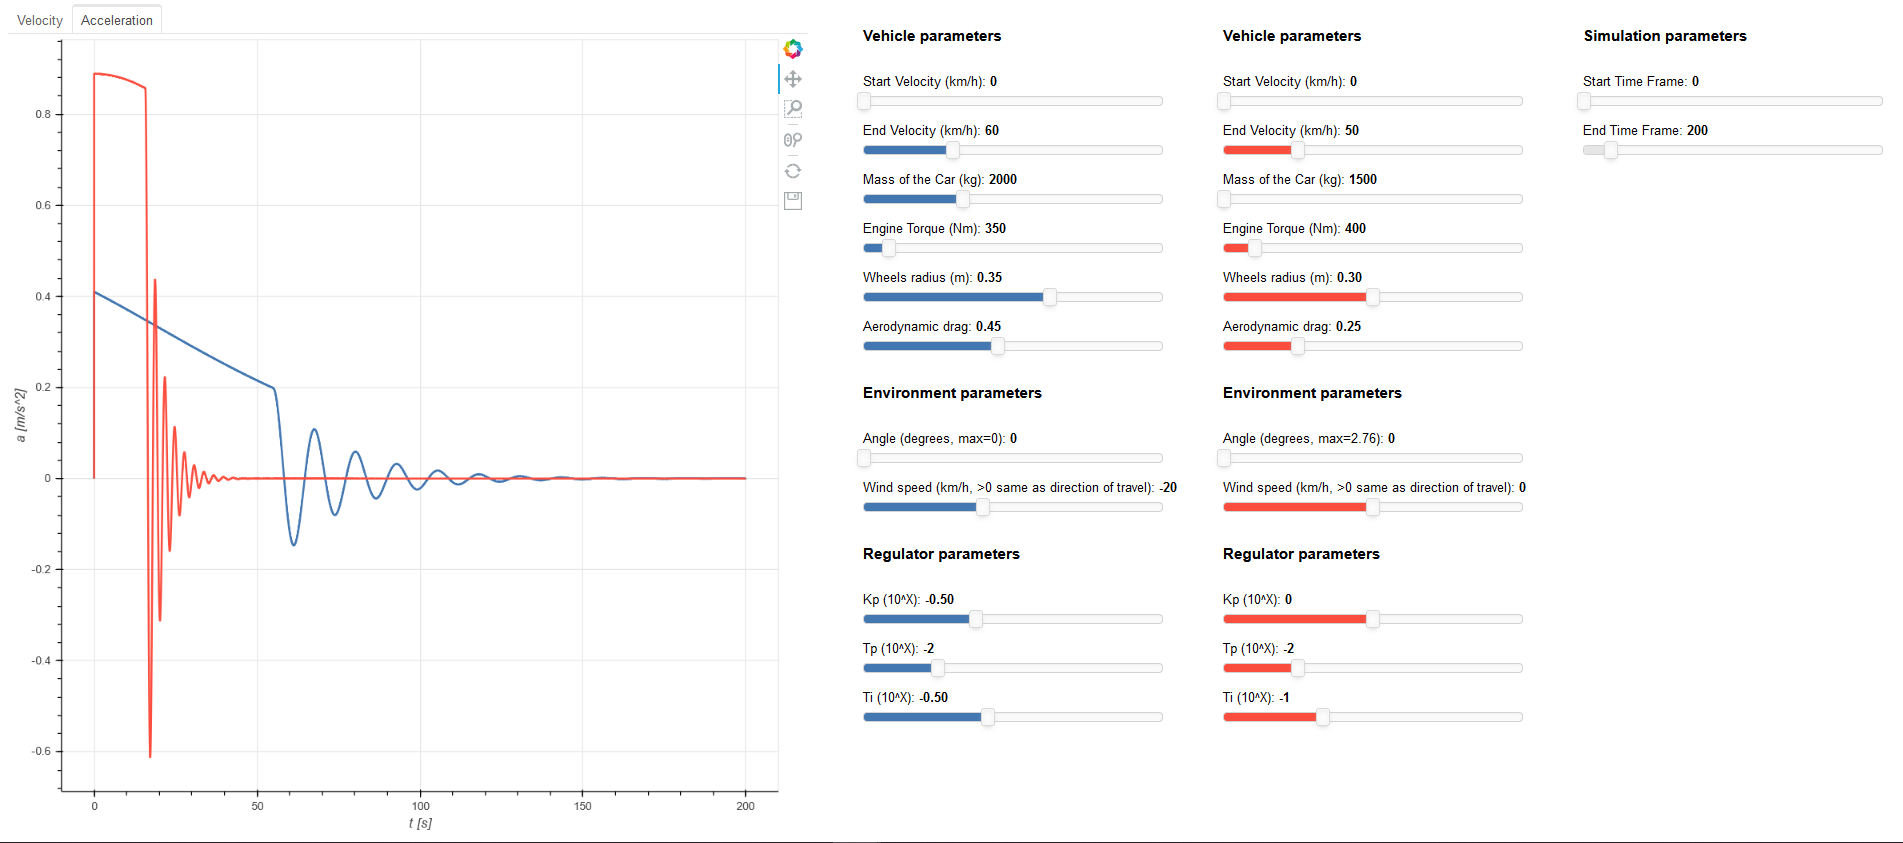 Velocity
Acceleration
0.8
0.6
0.4
0.2
0
-0.2
-0.4
-0.6
a [m/s^2]
0 50 100 150 200
t [s]
Vehicle parameters
Start Velocity (km/h): 0
End Velocity (km/h): 60
Mass of the Car (kg): 2000
Engine Torque (Nm): 350
Wheels radius (m): 0.35
Aerodynamic drag: 0.45
Environment parameters
Angle (degrees, max=0): 0
Wind speed (km/h, >0 same as direction of travel): -20
Regulator parameters
Kp (10^X): -0.50
Tp (10^X): -2
Ti (10^X): -0.50
Vehicle parameters
Start Velocity (km/h): 0
End Velocity (km/h): 50
Mass of the Car (kg): 1500
Engine Torque (Nm): 400
Wheels radius (m): 0.30
Aerodynamic drag: 0.25
Environment parameters
Angle (degrees, max=2.76): 0
Wind speed (km/h, >0 same as direction of travel): 0
Regulator parameters
Kp (10^X): 0
Tp (10^X): -2
Ti (10^X): -1
Simulation parameters
Start Time Frame: 0
End Time Frame: 200